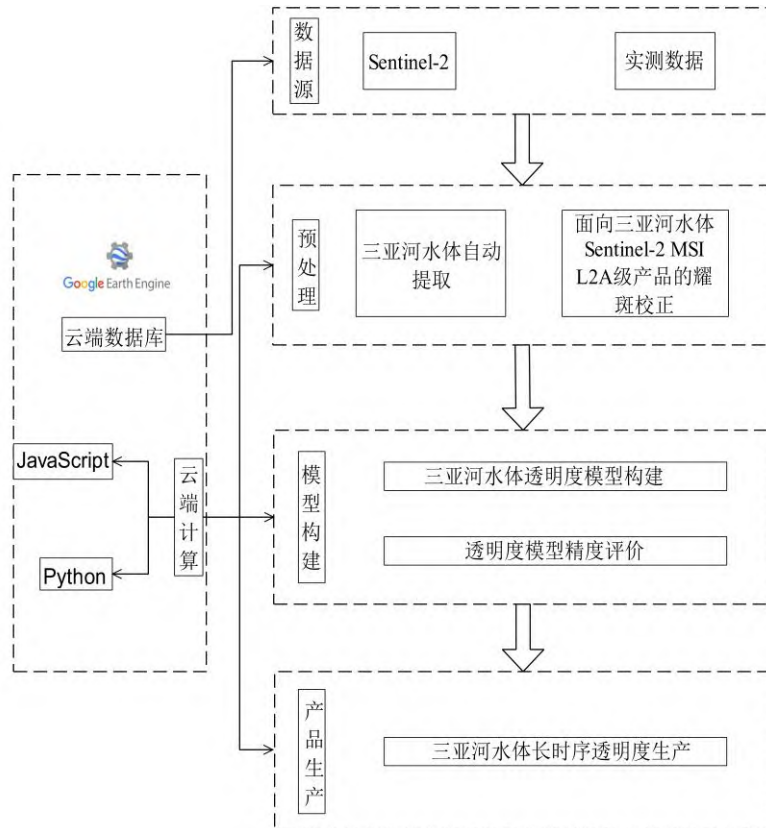 数据源
Sentinel-2
实测数据
Google Earth Engine
云端数据库
JavaScript
Python
云端计算
预处理
三亚河水体自动
提取
面向三亚河水体
Sentinel-2 MSI
L2A级产品的耀
斑校正
模型构建
三亚河水体透明度模型构建
透明度模型精度评价
产品生产
三亚河水体长时序透明度生产